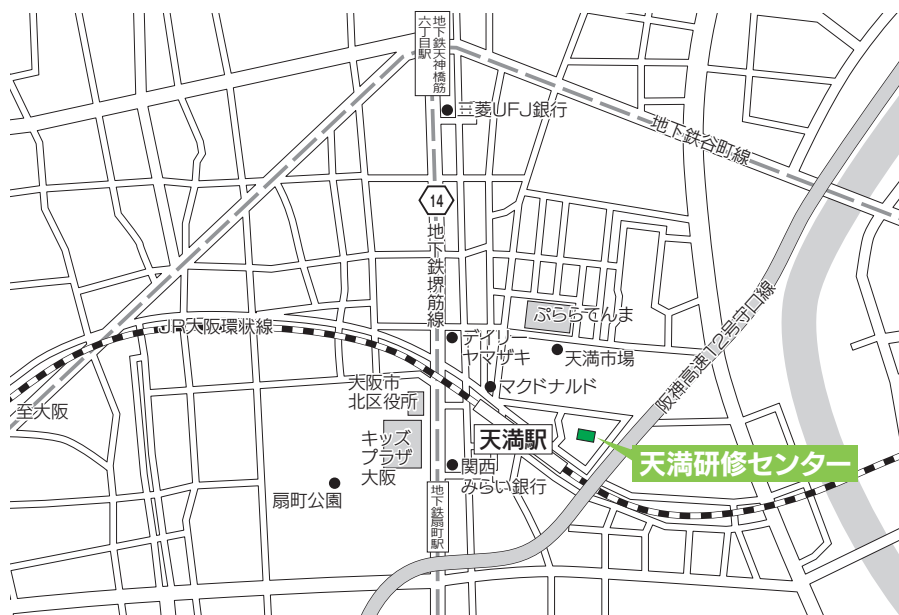 地下鉄天神橋筋
六丁目駅
三菱UFJ銀行
地下鉄谷町線
14
地下鉄堺筋線
ぷららてんま
JR大阪環状線
デイリー
ヤマザキ
天満市場
阪神高速12号守口線
大阪市
北区役所
マクドナルド
至大阪
キッズ
プラザ
大阪
天満駅
天満研修センター
関西
みらい銀行
扇町公園
地下鉄扇町駅